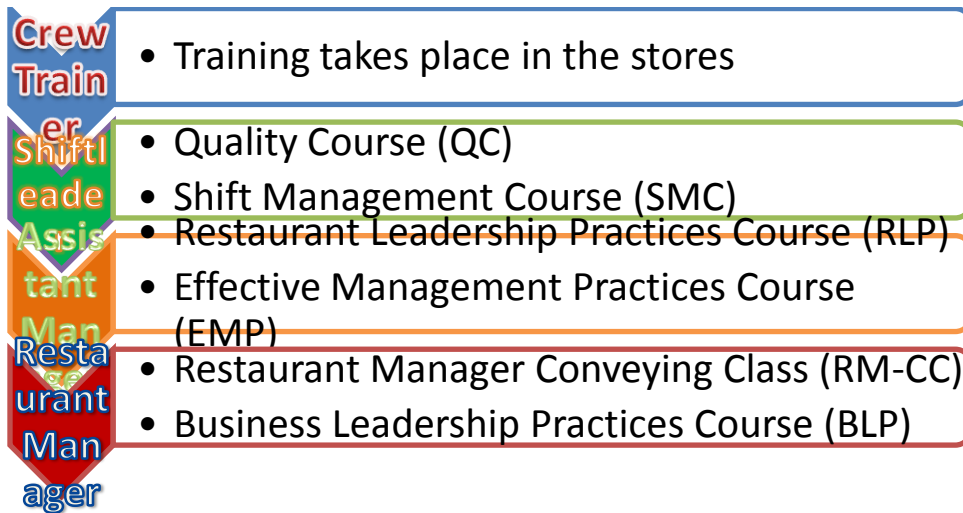 Crew
Train
er
• Training takes place in the stores
Shiftl
eade
r
• Quality Course (QC)
• Shift Management Course (SMC)
Assis
tant
Man
age
• Restaurant Leadership Practices Course (RLP)
• Effective Management Practices Course
(EMP)
Resta
urant
Man
ager
• Restaurant Manager Conveying Class (RM-CC)
• Business Leadership Practices Course (BLP)